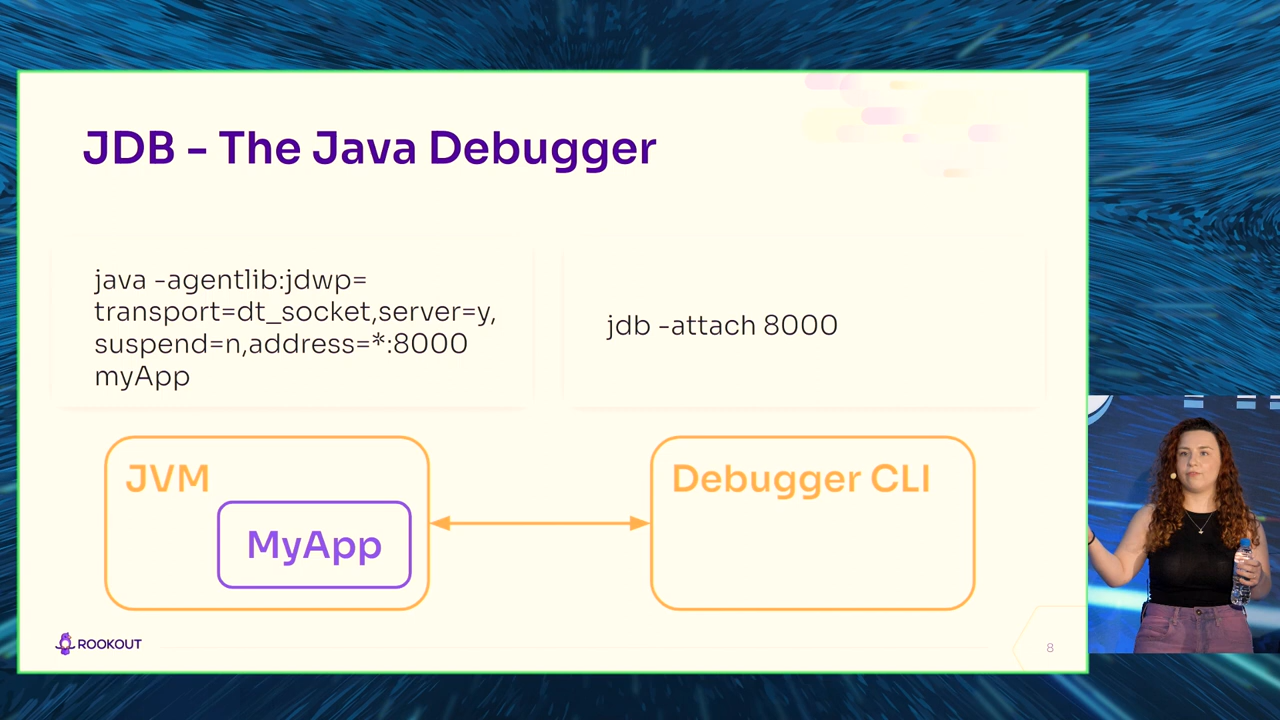 JDB - The Java Debugger
java -agentlib:jdwp=
transport=dt_socket,server=y,
suspend=n,address=*:8000
myApp
jdb -attach 8000
JVM
MyApp
Debugger CLI
ROOKOUT
8